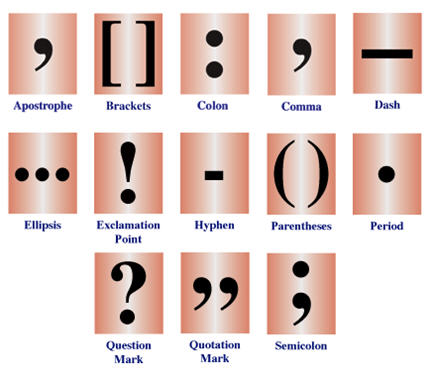 ’ [ ] : , —
Apostrophe Brackets Colon Comma Dash
... ! - ( ) .
Ellipsis Exclamation Point Hyphen Parentheses Period
? ” ;
Question Mark Quotation Mark Semicolon